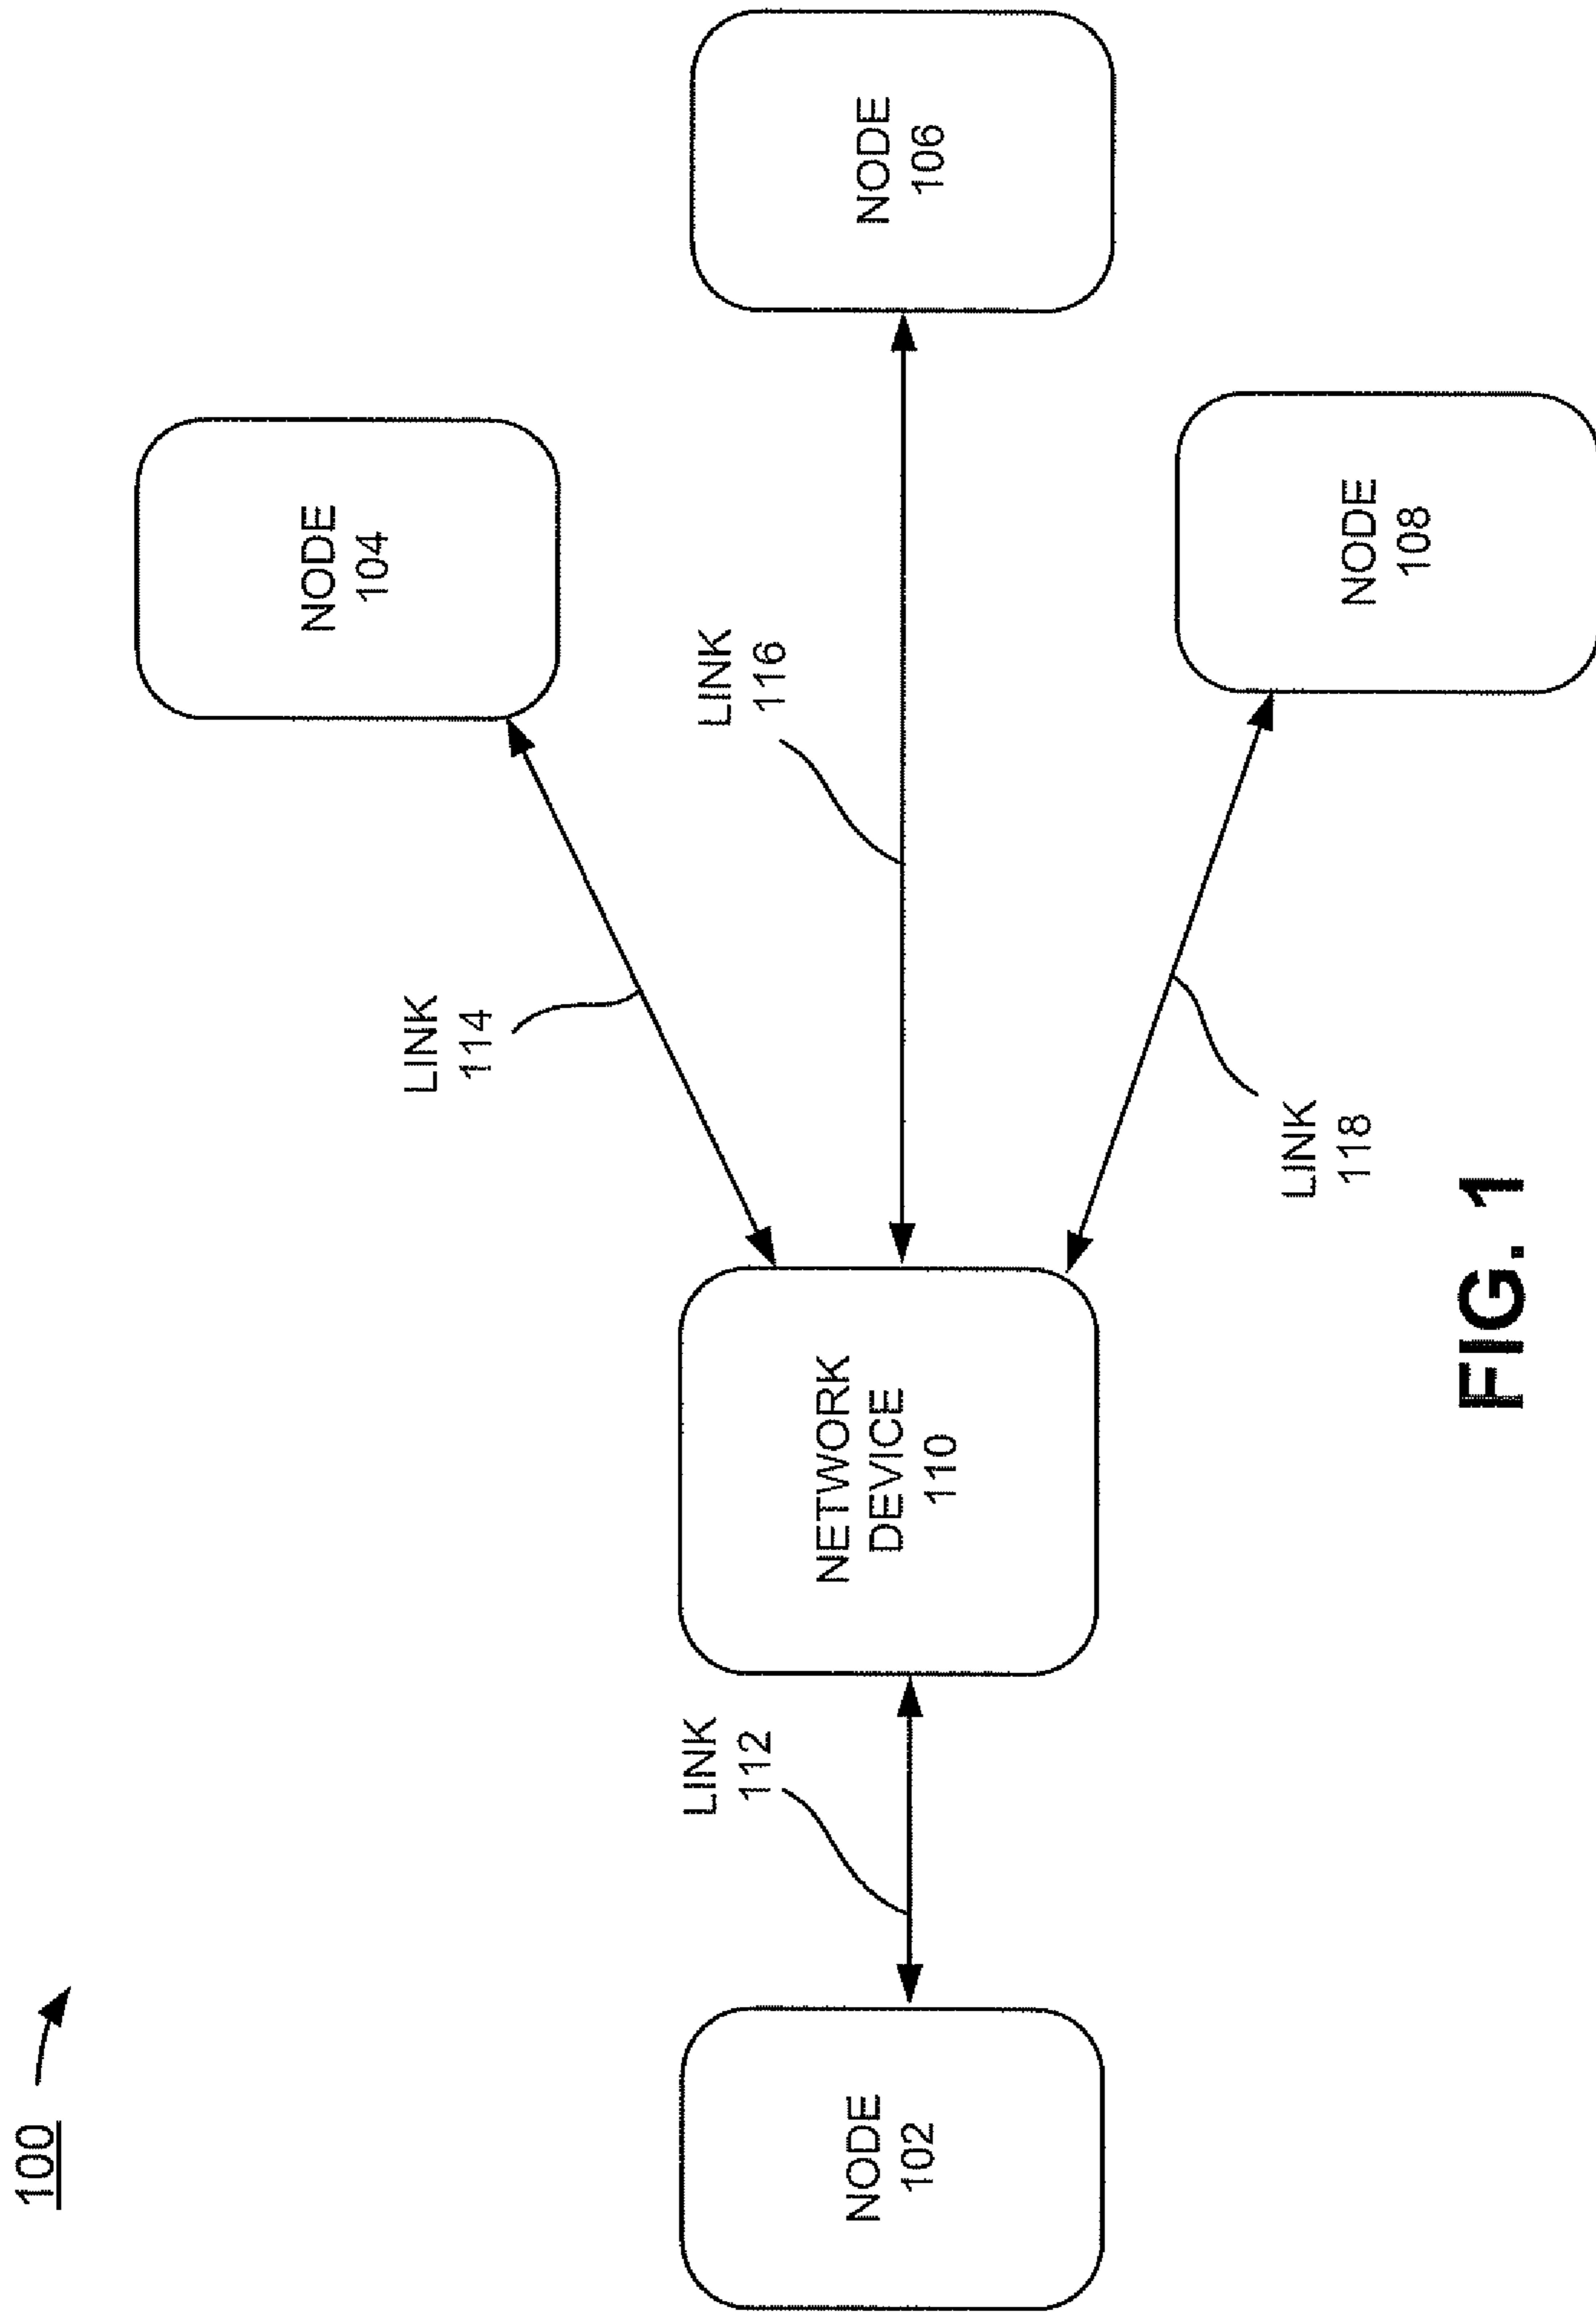 100
NODE
104
LINK
114
LINK
112
NODE
102
NETWORK
DEVICE
110
LINK
116
NODE
106
LINK
118
NODE
108
FIG. 1